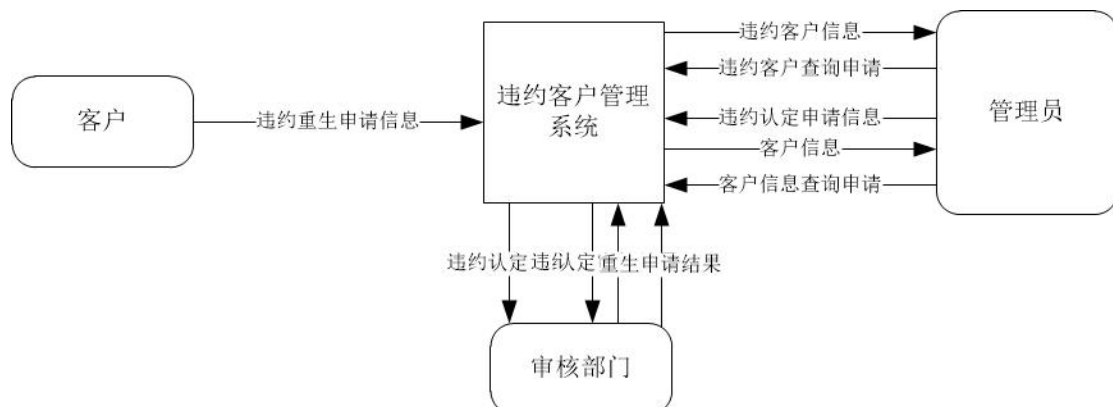 违约客户信息
违约客户查询申请
违约客户管理
系统
管理员
客户
违约重生申请信息
违约认定申请信息
客户信息
客户信息查询申请
违约认定
违约认定
重生申请结果
审核部门